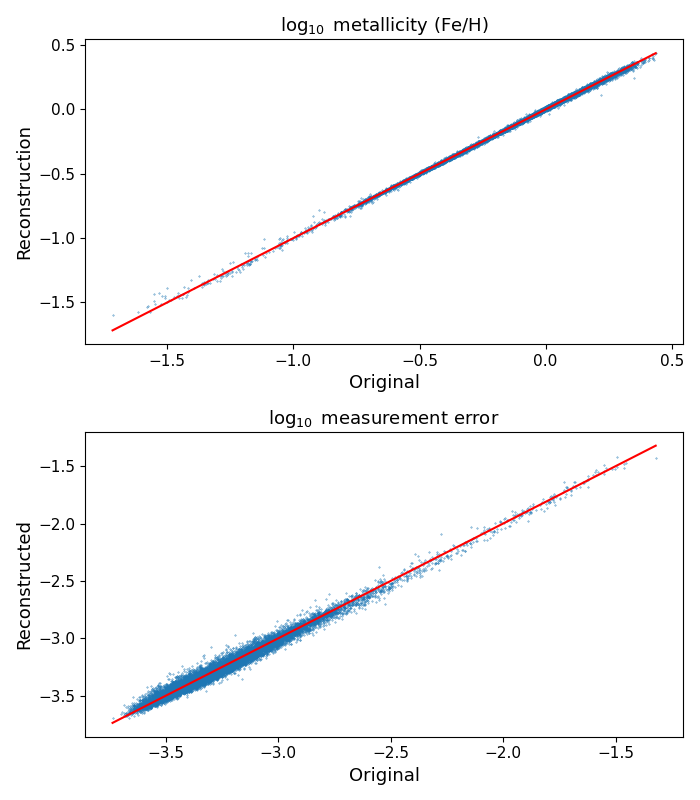 log₁₀ metallicity (Fe/H)
0.5
0.0
−0.5
−1.0
−1.5
Reconstruction
−1.5 −1.0 −0.5 0.0 0.5
Original
log₁₀ measurement error
−1.5
−2.0
−2.5
−3.0
−3.5
Reconstructed
−3.5 −3.0 −2.5 −2.0 −1.5
Original